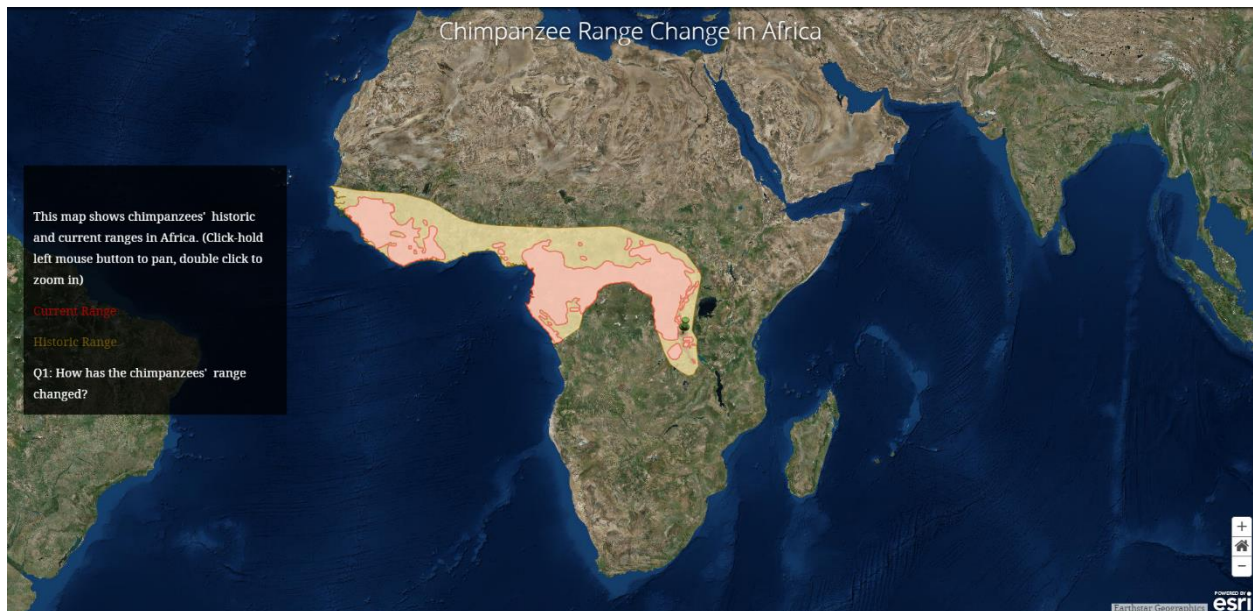 Chimpanzee Range Change in Africa
This map shows chimpanzees' historic
and current ranges in Africa. (Click-hold
left mouse button to pan, double click to
zoom in)
Current Range
Historic Range
Q1: How has the chimpanzees' range
changed?
+
−
Earthstar Geographics
POWERED BY
esri